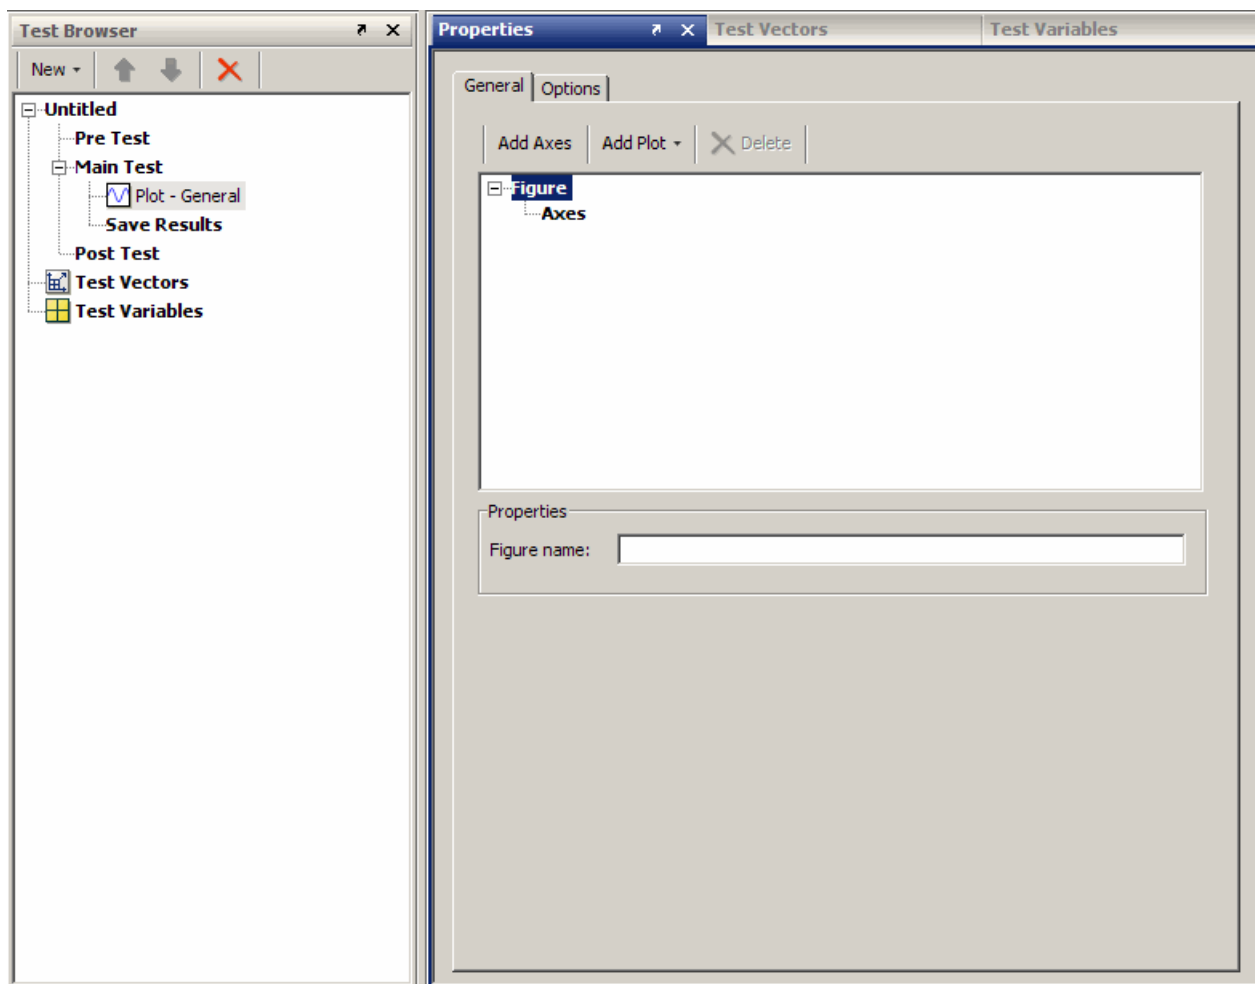 Test Browser
New
Untitled
Pre Test
Main Test
Plot - General
Save Results
Post Test
Test Vectors
Test Variables
Properties
Test Vectors
Test Variables
General
Options
Add Axes
Add Plot
Delete
Figure
Axes
Properties
Figure name: